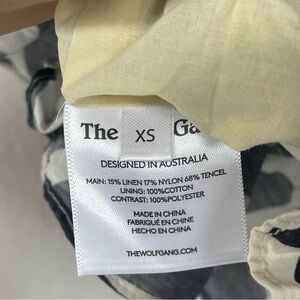 The XS Ga
DESIGNED IN AUSTRALIA
MAIN: 15% LINEN 17% NYLON 68% TENCEL
LINING: 100%COTTON
CONTRAST: 100%POLYESTER
MADE IN CHINA
FABRIQUÉ EN CHINE
HECHO EN CHINA
THEWOLFGANG.COM